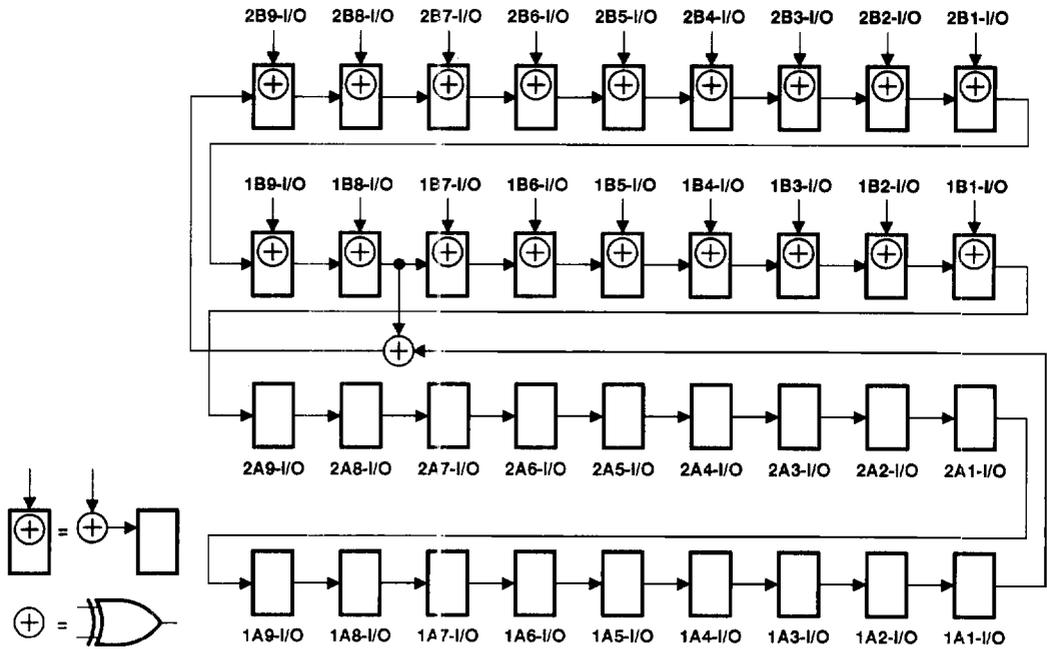 2B9-I/O 2B8-I/O 2B7-I/O 2B6-I/O 2B5-I/O 2B4-I/O 2B3-I/O 2B2-I/O 2B1-I/O
1B9-I/O 1B8-I/O 1B7-I/O 1B6-I/O 1B5-I/O 1B4-I/O 1B3-I/O 1B2-I/O 1B1-I/O
2A9-I/O 2A8-I/O 2A7-I/O 2A6-I/O 2A5-I/O 2A4-I/O 2A3-I/O 2A2-I/O 2A1-I/O
=
1A9-I/O 1A8-I/O 1A7-I/O 1A6-I/O 1A5-I/O 1A4-I/O 1A3-I/O 1A2-I/O 1A1-I/O
=